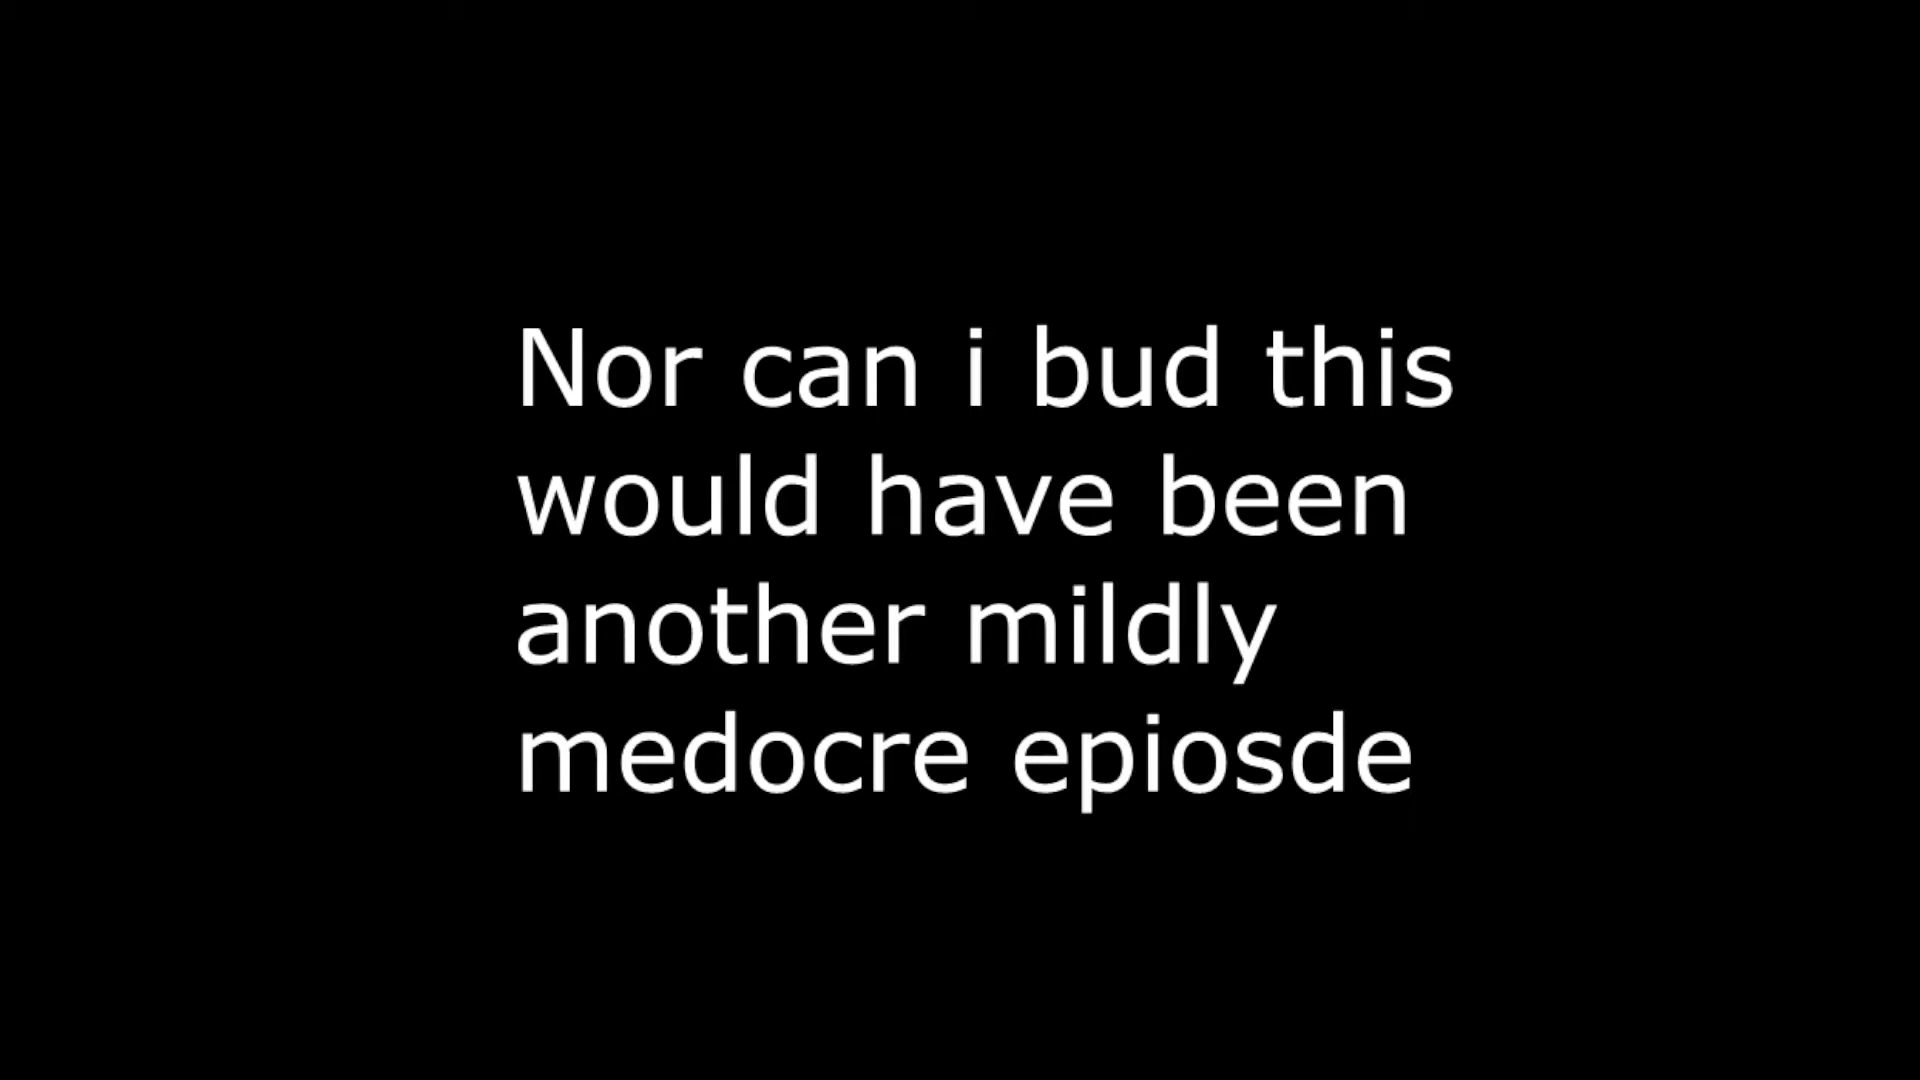 Nor can i bud this
would have been
another mildly
medocre epiosde